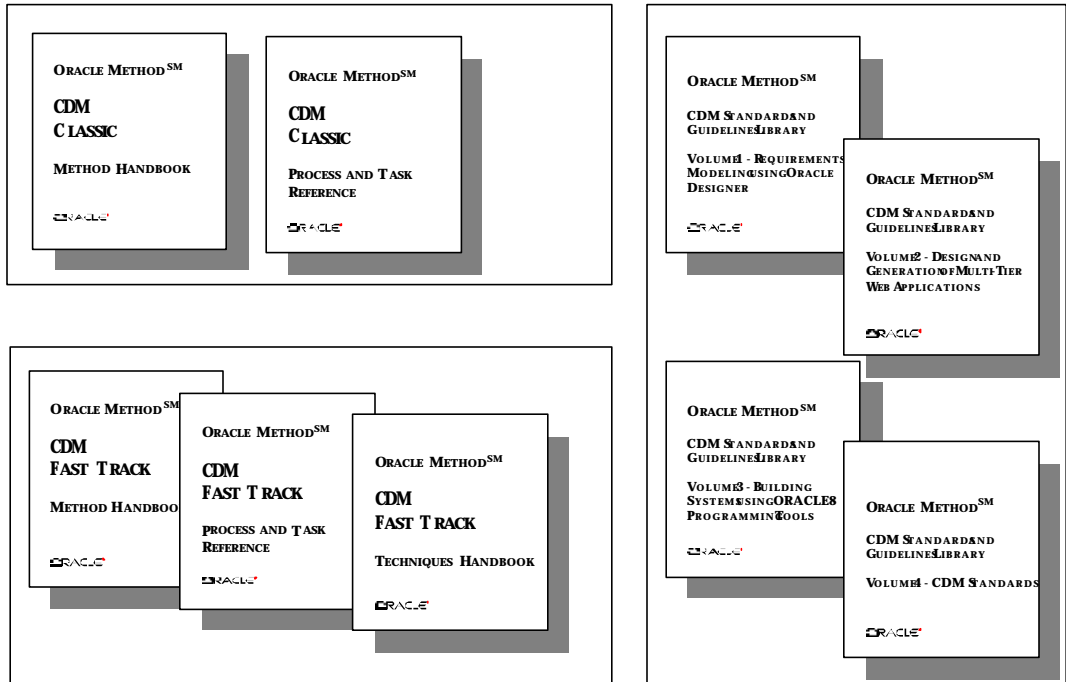 ORACLE METHOD SM
CDM
CLASSIC
METHOD HANDBOOK
ORACLE
ORACLE METHOD SM
CDM
CLASSIC
PROCESS AND TASK
REFERENCE
ORACLE
ORACLE METHOD SM
CDM
FAST TRACK
METHOD HANDBOO
ORACLE
ORACLE METHOD SM
CDM
FAST TRACK
PROCESS AND TASK
REFERENCE
ORACLE
ORACLE METHOD SM
CDM
FAST TRACK
TECHNIQUES HANDBOOK
ORACLE
ORACLE METHOD SM
CDM STANDARDS AND
GUIDELINES LIBRARY
VOLUME 1 - REQUIREMENTS
MODELING USING ORACLE
DESIGNER
ORACLE
ORACLE METHOD SM
CDM STANDARDS AND
GUIDELINES LIBRARY
VOLUME 2 - DESIGN AND
GENERATION OF MULTI-TIER
WEB APPLICATIONS
ORACLE
ORACLE METHOD SM
CDM STANDARDS AND
GUIDELINES LIBRARY
VOLUME 3 - BUILDING
SYSTEMS USING ORACLE8
PROGRAMMING TOOLS
ORACLE
ORACLE METHOD SM
CDM STANDARDS AND
GUIDELINES LIBRARY
VOLUME 4 - CDM STANDARDS
ORACLE